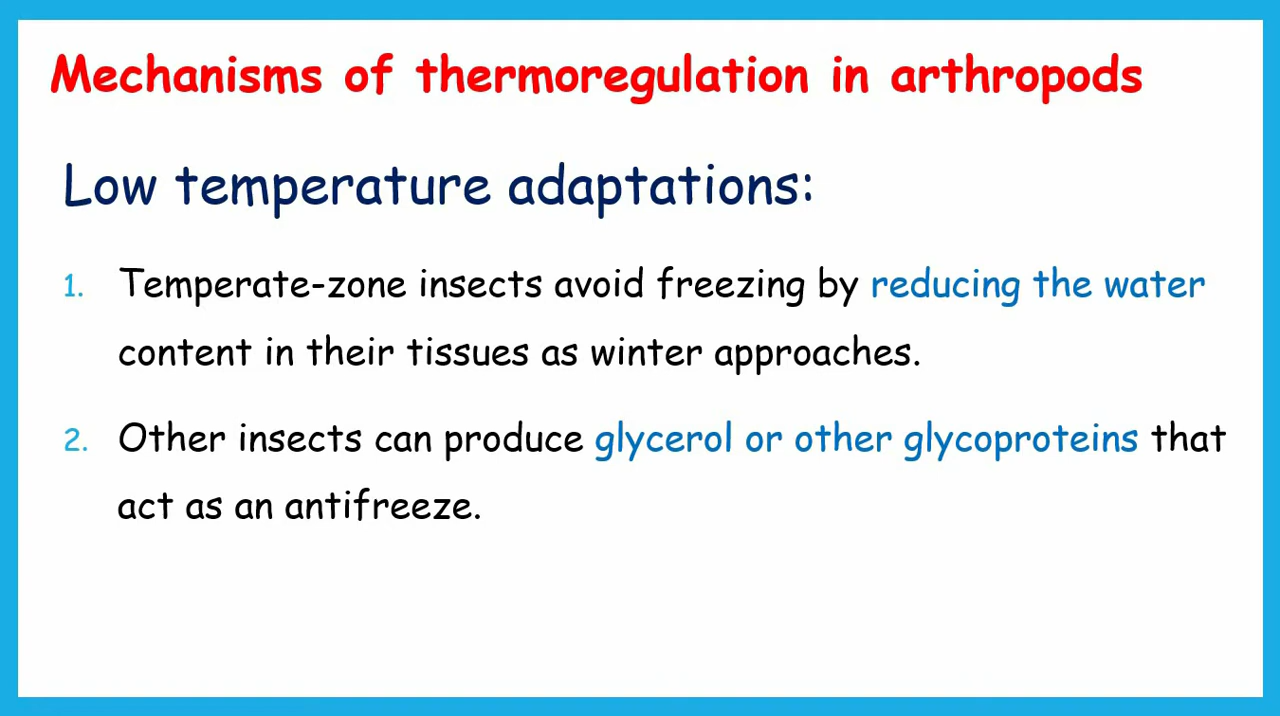 Mechanisms of thermoregulation in arthropods
Low temperature adaptations:
1. Temperate-zone insects avoid freezing by reducing the water
content in their tissues as winter approaches.
2. Other insects can produce glycerol or other glycoproteins that
act as an antifreeze.